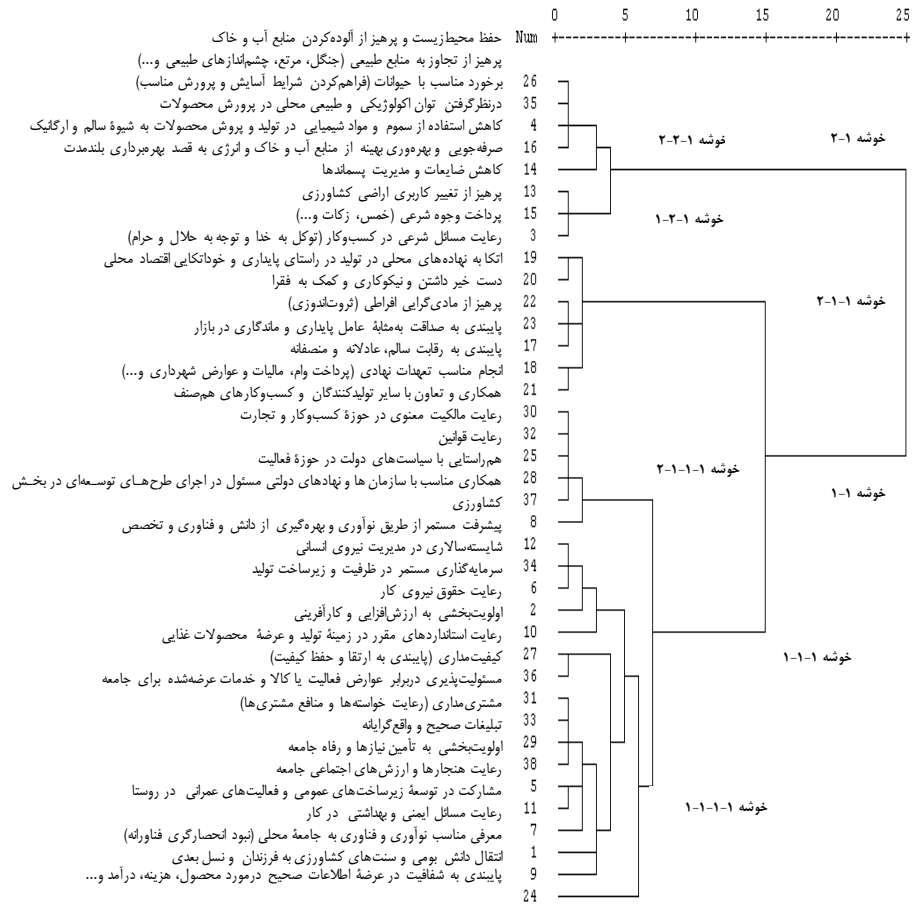 0 5 10 15 20 25
حفظ محیط‌زیست و پرهیز از آلوده‌کردن منابع آب و خاک Num
پرهیز از تجاوز به منابع طبیعی (جنگل، مرتع، چشم‌اندازهای طبیعی و...)
برخورد مناسب با حیوانات (فراهم‌کردن شرایط آسایش و پرورش مناسب) 26
درنظرگرفتن توان اکولوژیکی و طبیعی محلی در پرورش محصولات 35
کاهش استفاده از سموم و مواد شیمیایی در تولید و پروش محصولات به شیوۀ سالم و ارگانیک 4
خوشه ۱-۲ خوشه ۱-۲-۲
صرفه‌جویی و بهره‌وری بهینه از منابع آب و خاک و انرژی به قصد بهره‌برداری بلندمدت 16
کاهش ضایعات و مدیریت پسماندها 14
پرهیز از تغییر کاربری اراضی کشاورزی 13
پرداخت وجوه شرعی (خمس، زکات و...) 15
خوشه ۱-۲-۱
رعایت مسائل شرعی در کسب‌وکار (توکل به خدا و توجه به حلال و حرام) 3
اتکا به نهاده‌های محلی در تولید در راستای پایداری و خوداتکایی اقتصاد محلی 19
دست خیر داشتن و نیکوکاری و کمک به فقرا 20
پرهیز از مادی‌گرایی افراطی (ثروت‌اندوزی) 22
خوشه ۱-۱-۲
پایبندی به صداقت به‌مثابۀ عامل پایداری و ماندگاری در بازار 23
پایبندی به رقابت سالم، عادلانه و منصفانه 17
انجام مناسب تعهدات نهادی (پرداخت وام، مالیات و عوارض شهرداری و...) 18
همکاری و تعاون با سایر تولیدکنندگان و کسب‌وکارهای هم‌صنف 21
رعایت مالکیت معنوی در حوزۀ کسب‌وکار و تجارت 30
رعایت قوانین 32
هم‌راستایی با سیاست‌های دولت در حوزۀ فعالیت 25
خوشه ۱-۱-۱-۲
همکاری مناسب با سازمان ها و نهادهای دولتی مسئول در اجرای طرح‌هـای توسـعه‌ای در بخـش 28
کشاورزی 37
خوشه ۱-۱
پیشرفت مستمر از طریق نوآوری و بهره‌گیری از دانش و فناوری و تخصص 8
شایسته‌سالاری در مدیریت نیروی انسانی 12
سرمایه‌گذاری مستمر در ظرفیت و زیرساخت تولید 34
رعایت حقوق نیروی کار 6
اولویت‌بخشی به ارزش‌افزایی و کارآفرینی 2
رعایت استانداردهای مقرر در زمینۀ تولید و عرضۀ محصولات غذایی 10
کیفیت‌مداری (پایبندی به ارتقا و حفظ کیفیت) 27
خوشه ۱-۱-۱
مسئولیت‌پذیری دربرابر عوارض فعالیت یا کالا و خدمات عرضه‌شده برای جامعه 36
مشتری‌مداری (رعایت خواسته‌ها و منافع مشتری‌ها) 31
تبلیغات صحیح و واقع‌گرایانه 33
اولویت‌بخشی به تأمین نیازها و رفاه جامعه 29
رعایت هنجارها و ارزش‌های اجتماعی جامعه 38
مشارکت در توسعۀ زیرساخت‌های عمومی و فعالیت‌های عمرانی در روستا 5
رعایت مسائل ایمنی و بهداشتی در کار 11
خوشه ۱-۱-۱-۱
معرفی مناسب نوآوری و فناوری به جامعۀ محلی (نبود انحصارگری فناورانه) 7
انتقال دانش بومی و سنت‌های کشاورزی به فرزندان و نسل بعدی 1
پایبندی به شفافیت در عرضۀ اطلاعات صحیح درمورد محصول، هزینه، درآمد و... 9
24